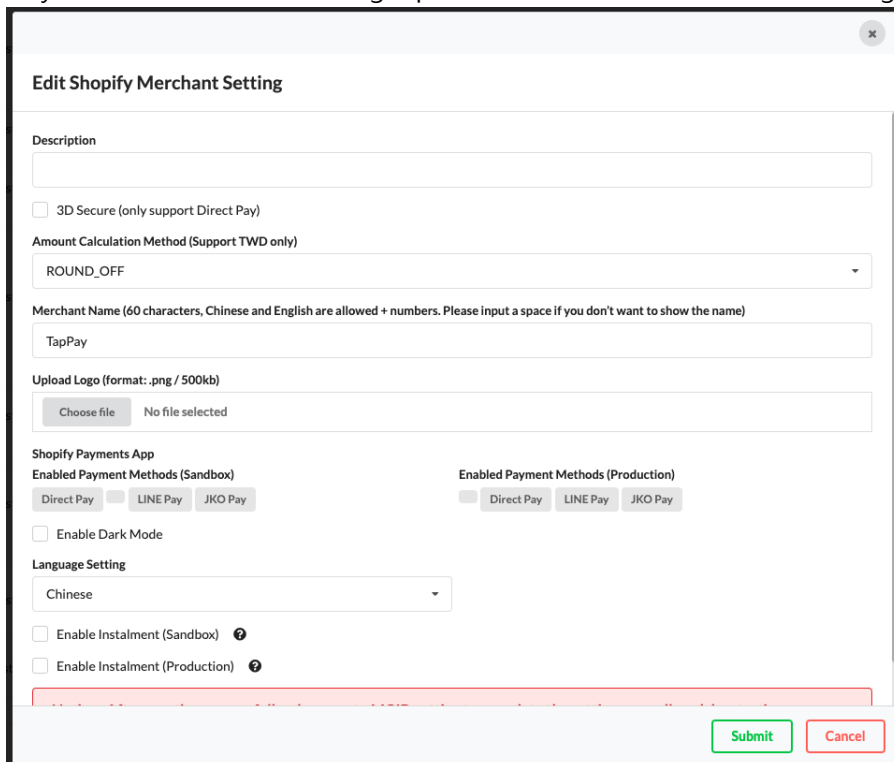 Edit Shopify Merchant Setting
Description
3D Secure (only support Direct Pay)
Amount Calculation Method (Support TWD only)
ROUND_OFF
Merchant Name (60 characters, Chinese and English are allowed + numbers. Please input a space if you don't want to show the name)
TapPay
Upload Logo (format: .png / 500kb)
Choose file No file selected
Shopify Payments App
Enabled Payment Methods (Sandbox) Enabled Payment Methods (Production)
Direct Pay LINE Pay JKO Pay Direct Pay LINE Pay JKO Pay
Enable Dark Mode
Language Setting
Chinese
Enable Instalment (Sandbox) ?
Enable Instalment (Production) ?
Submit Cancel